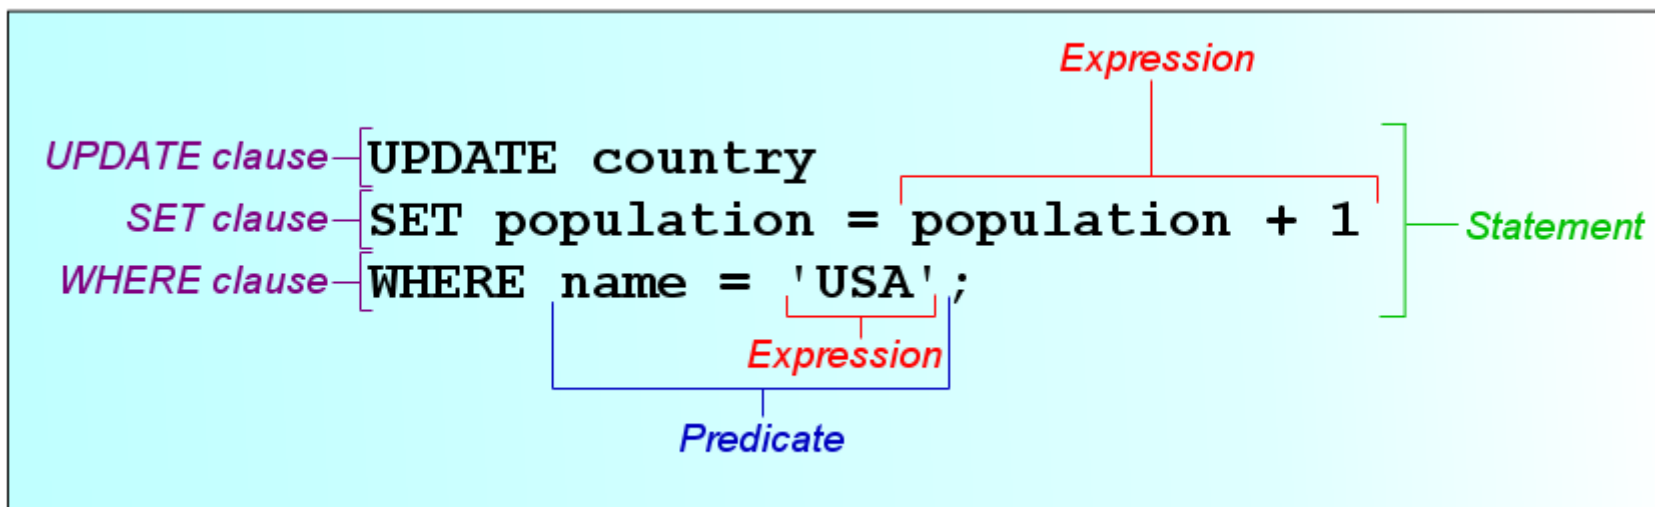 Expression
UPDATE clause UPDATE country
SET clause SET population = population + 1 Statement
WHERE clause WHERE name = 'USA';
Expression
Predicate